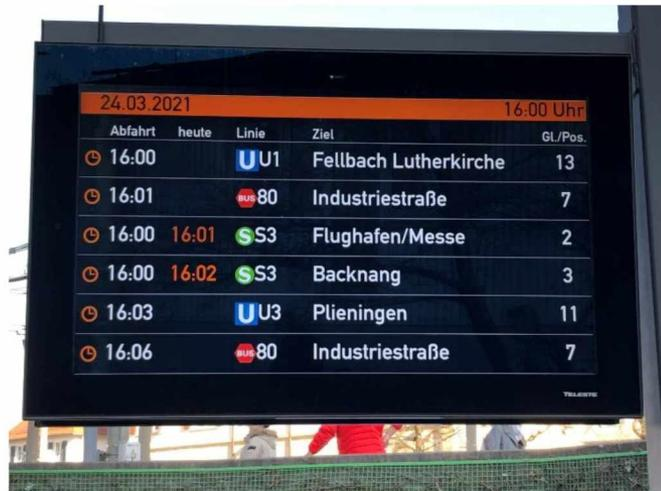 24.03.2021 16:00 Uhr
Abfahrt heute Linie Ziel Gl./Pos.
16:00 U U1 Fellbach Lutherkirche 13
16:01 BUS 80 Industriestraße 7
16:00 16:01 S S3 Flughafen/Messe 2
16:00 16:02 S S3 Backnang 3
16:03 U U3 Plieningen 11
16:06 BUS 80 Industriestraße 7
TELESTE